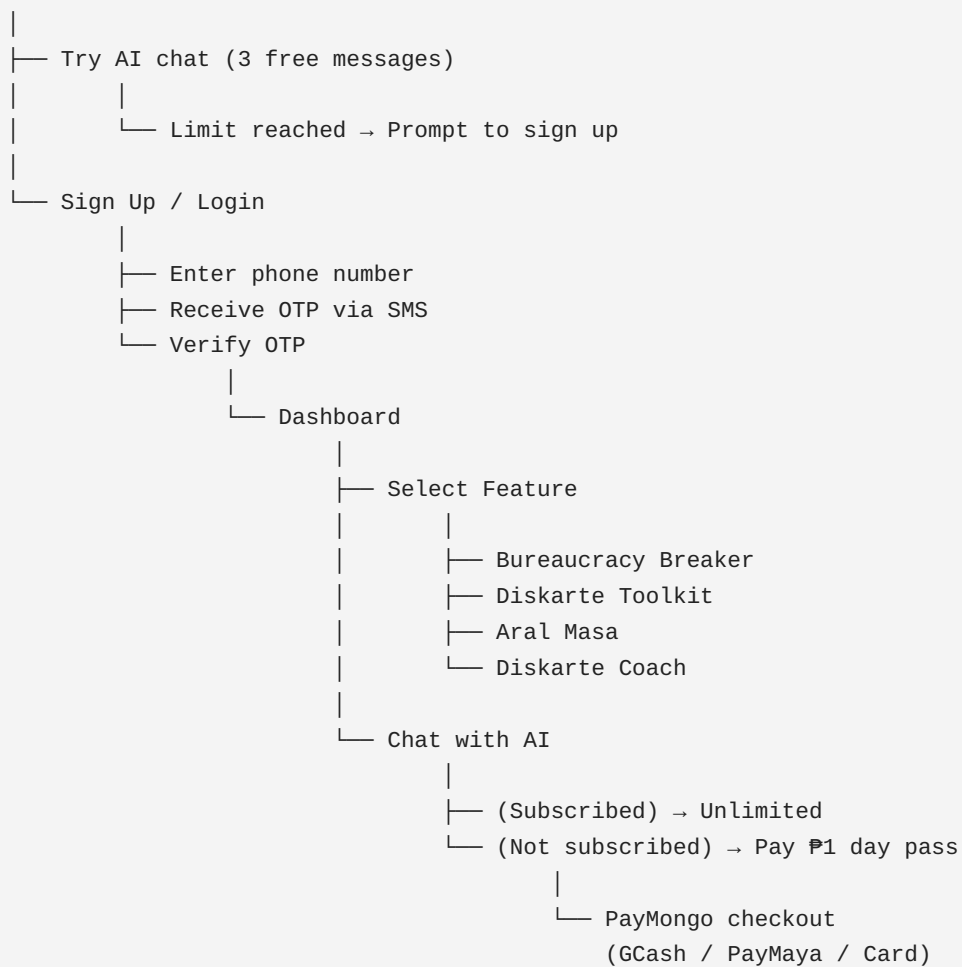 │
├── Try AI chat (3 free messages)
│       │
│       └── Limit reached → Prompt to sign up
│
└── Sign Up / Login
        │
        ├── Enter phone number
        ├── Receive OTP via SMS
        └── Verify OTP
                │
                └── Dashboard
                        │
                        ├── Select Feature
                        │       │
                        │       ├── Bureaucracy Breaker
                        │       ├── Diskarte Toolkit
                        │       ├── Aral Masa
                        │       └── Diskarte Coach
                        │
                        └── Chat with AI
                                │
                                ├── (Subscribed) → Unlimited
                                └── (Not subscribed) → Pay ₱1 day pass
                                        │
                                        └── PayMongo checkout
                                            (GCash / PayMaya / Card)